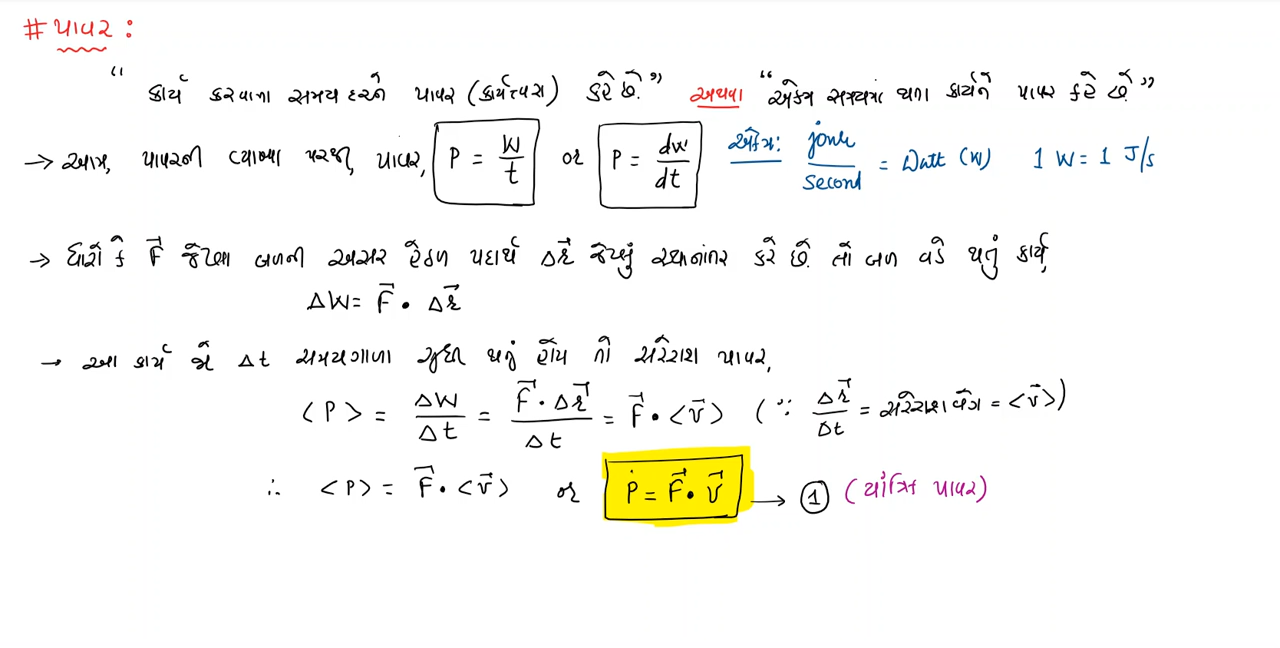 # પાવર :
“ કાર્ય કરવાના સમય દરને પાવર (કાર્યત્વરા) કહે છે.” અથવા “એકમ સમયમાં થતા કાર્યને પાવર કહે છે”
→ આમ, પાવરની વ્યાખ્યા પરથી, પાવર, P = W/t or P = dw/dt એકમ: joule/second = Watt (W) 1 W = 1 J/s
→ ધારો કે F⃗ જેટલા બળની અસર હેઠળ પદાર્થ Δr⃗ જેટલું સ્થાનાંતર કરે છે. તો બળ વડે થતું કાર્ય,
ΔW = F⃗ · Δr⃗
→ આ કાર્ય જો Δt સમયગાળા સુધી થતું હોય તો સરેરાશ પાવર,
⟨P⟩ = ΔW/Δt = F⃗ · Δr⃗/Δt = F⃗ · ⟨v⃗⟩ (∵ Δr⃗/Δt = સરેરાશ વેગ = ⟨v⃗⟩)
∴ ⟨P⟩ = F⃗ · ⟨v⃗⟩ or P = F⃗ · v⃗ → ① (યાંત્રિક પાવર)